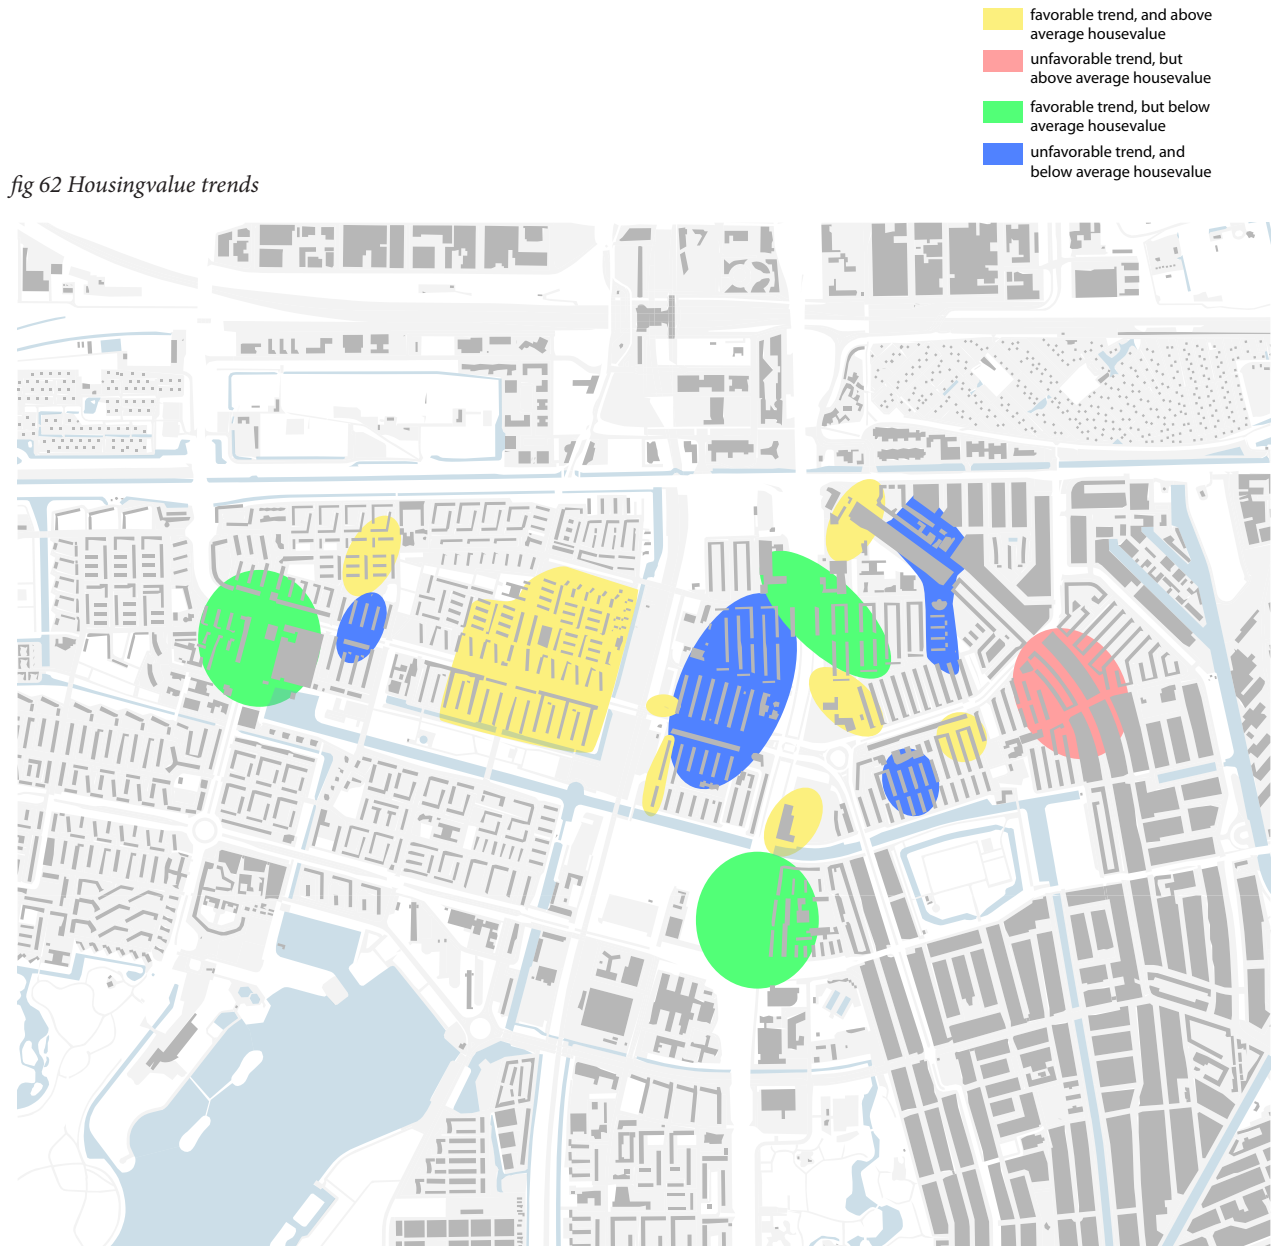 favorable trend, and above
average housevalue
unfavorable trend, but
above average housevalue
favorable trend, but below
average housevalue
unfavorable trend, and
below average housevalue
fig 62 Housingvalue trends